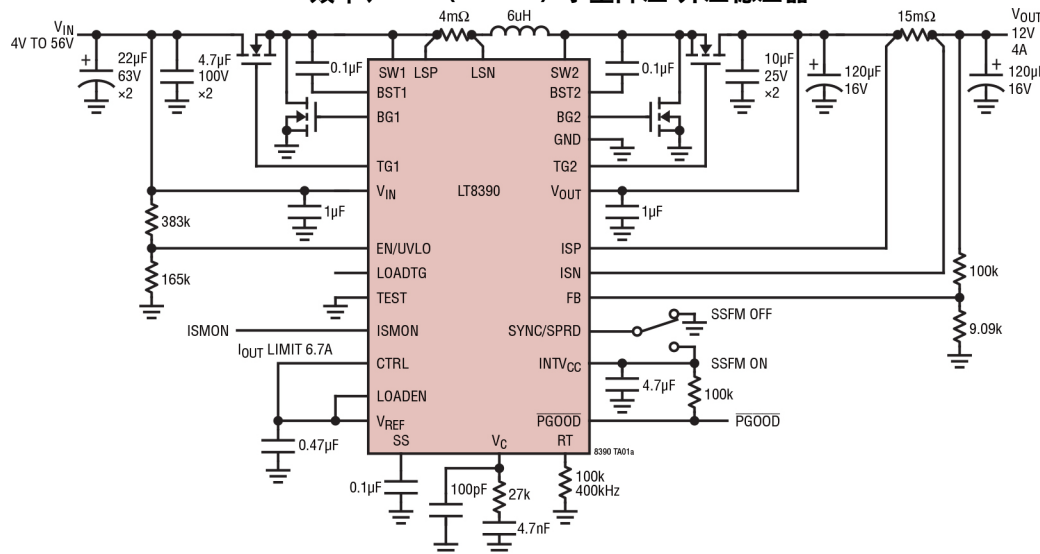 VIN
4V TO 56V
22µF
63V
×2
4.7µF
100V
×2
0.1µF
4mΩ
6uH
0.1µF
10µF
25V
×2
120µF
16V
15mΩ
VOUT
12V
4A
120µF
16V
SW1
LSP
LSN
SW2
BST1
BST2
BG1
BG2
GND
TG1
TG2
VIN
LT8390
VOUT
1µF
1µF
383k
165k
EN/UVLO
ISP
LOADTG
ISN
TEST
FB
100k
9.09k
ISMON
ISMON
SYNC/SPRD
SSFM OFF
SSFM ON
IOUT LIMIT 6.7A
CTRL
INTVCC
4.7µF
100k
LOADEN
VREF
PGOOD
PGOOD
SS
VC
RT
8390 TA01a
0.47µF
0.1µF
100pF
27k
4.7nF
100k
400kHz